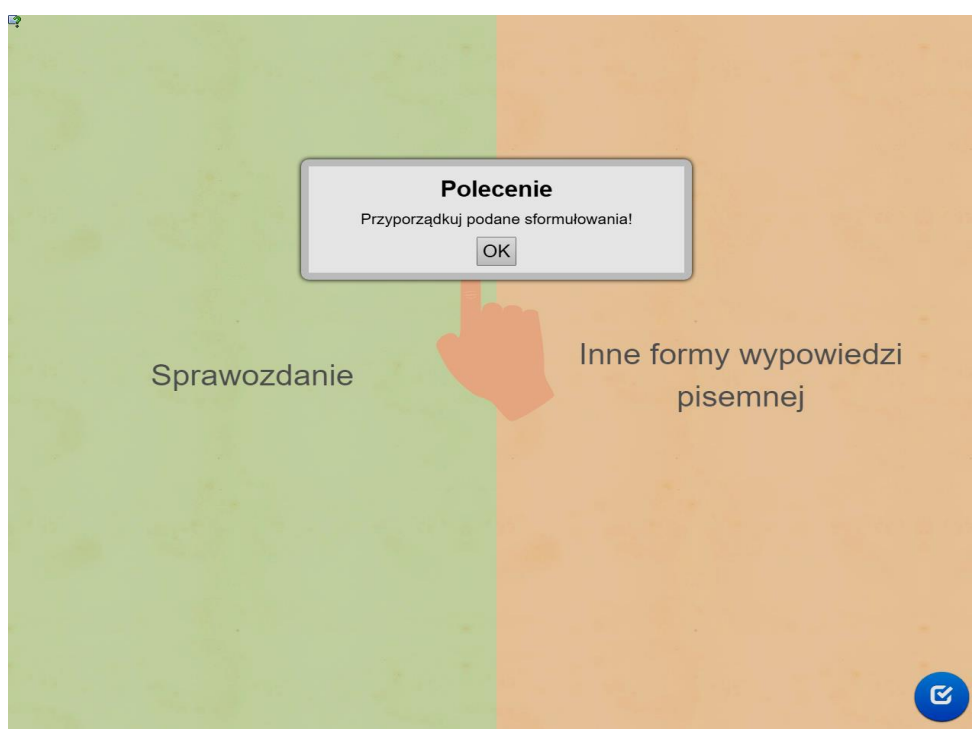 Polecenie
Przyporządkuj podane sformułowania!
OK
Sprawozdanie
Inne formy wypowiedzi
pisemnej